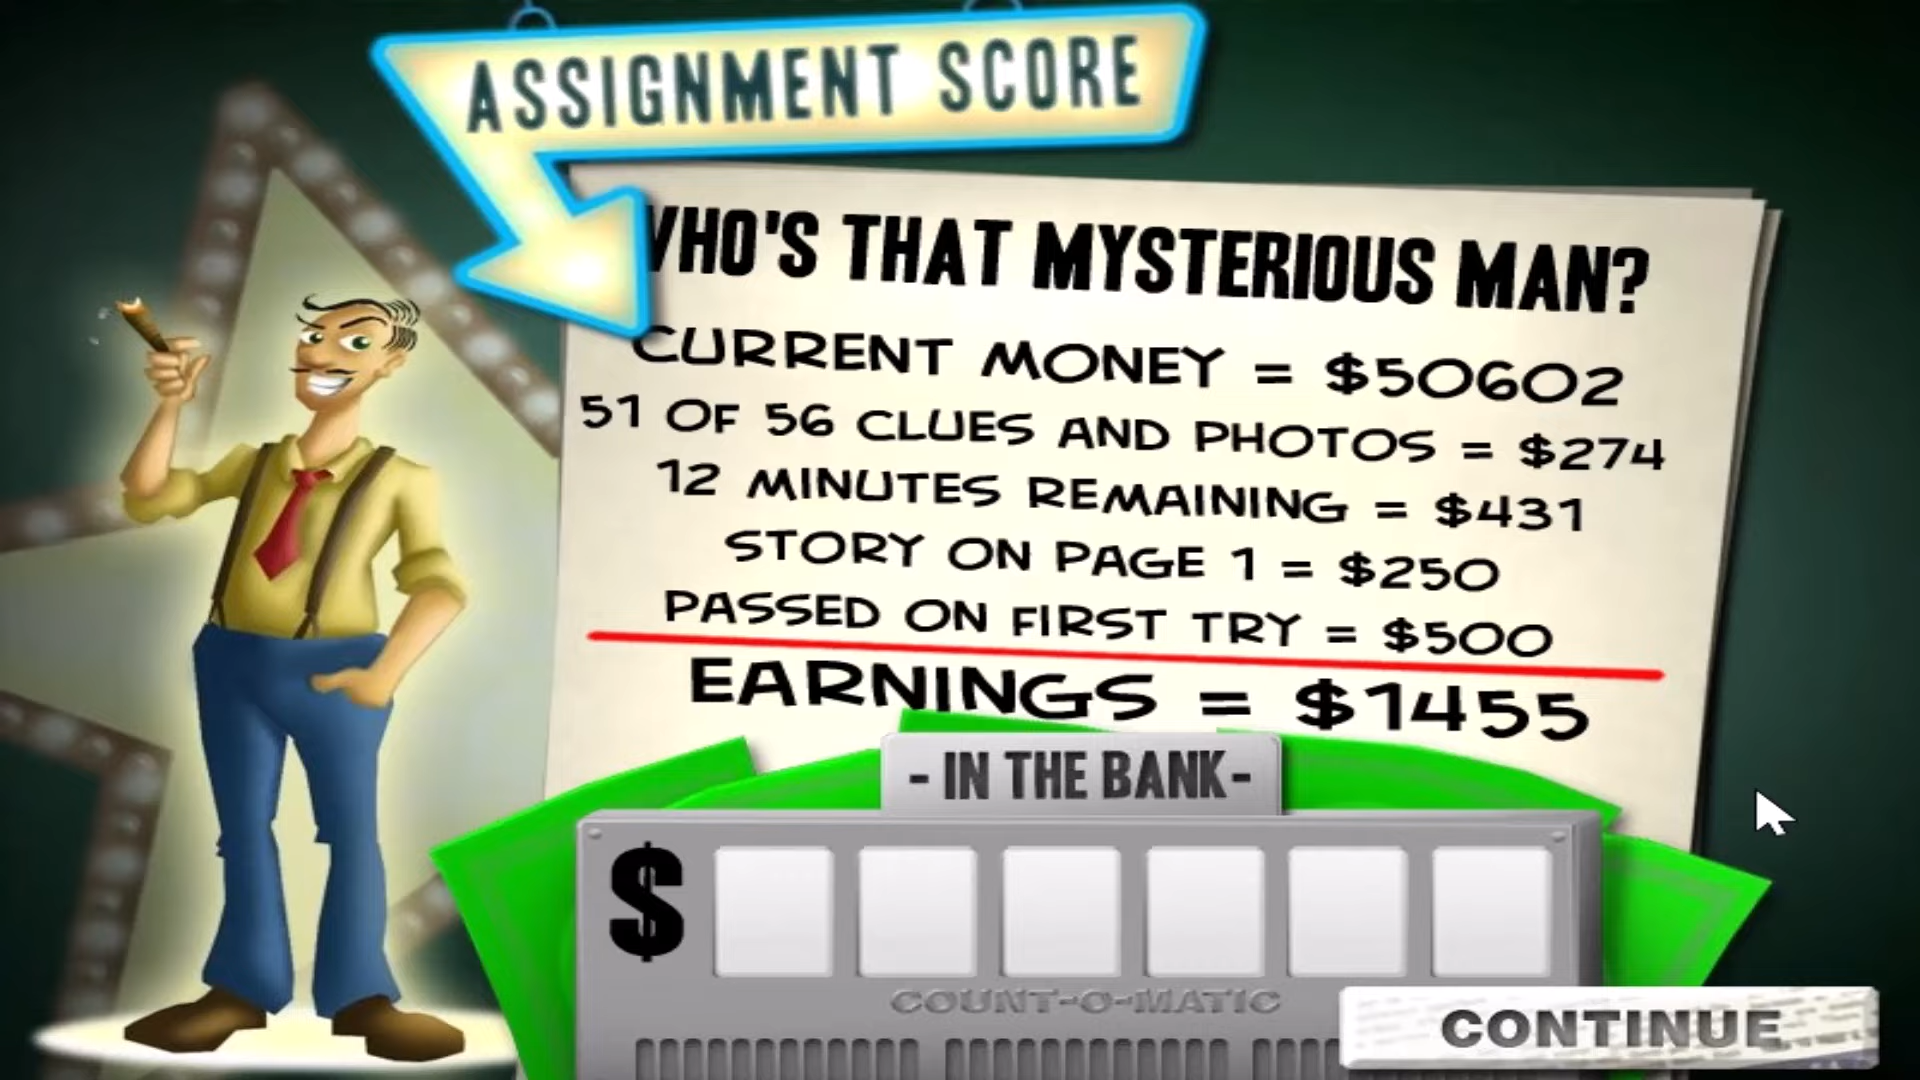 ASSIGNMENT SCORE
WHO'S THAT MYSTERIOUS MAN?
CURRENT MONEY = $50602
51 OF 56 CLUES AND PHOTOS = $274
12 MINUTES REMAINING = $431
STORY ON PAGE 1 = $250
PASSED ON FIRST TRY = $500
EARNINGS = $1455
- IN THE BANK-
$
COUNT-O-MATIC
CONTINUE